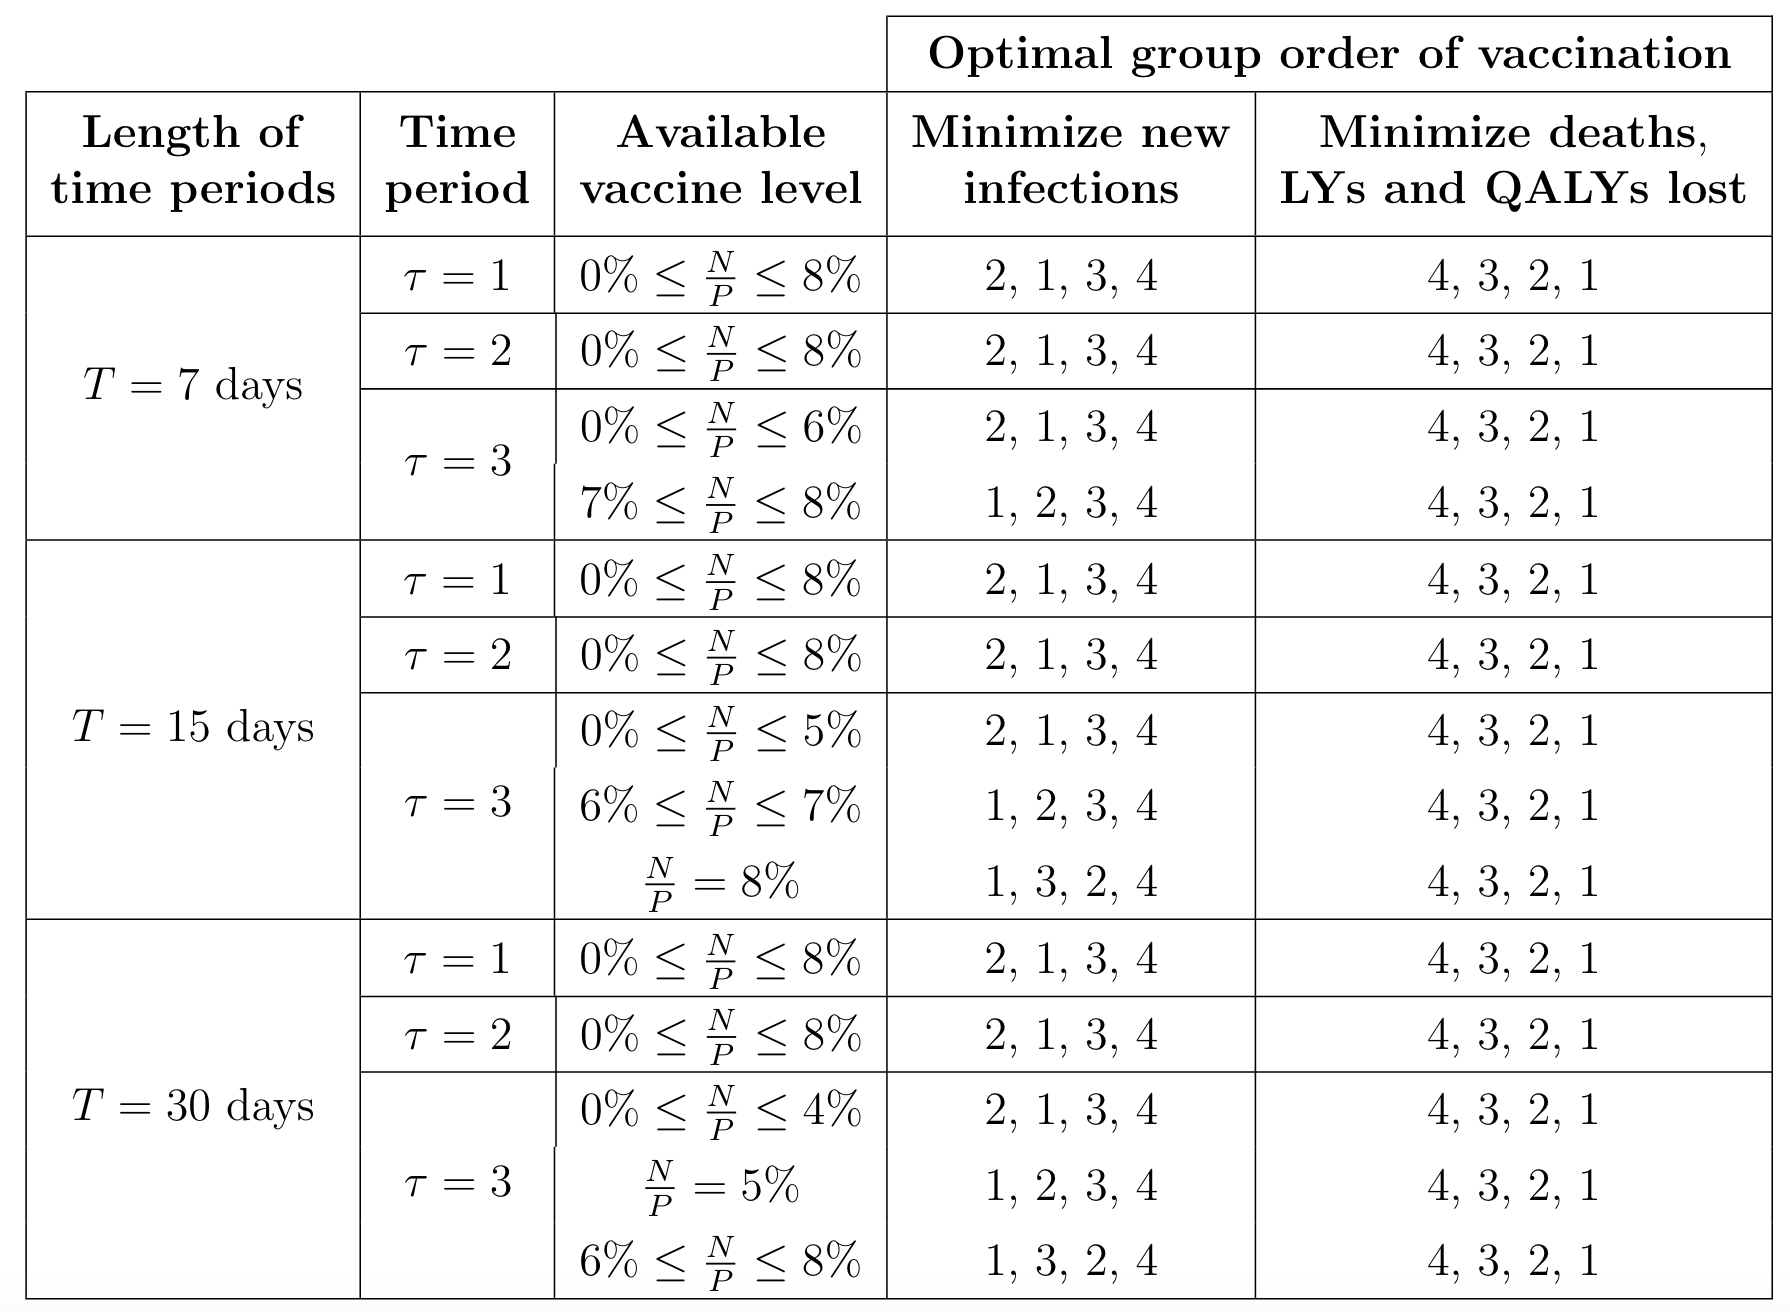 Optimal group order of vaccination
Length of time periods | Time period | Available vaccine level | Minimize new infections | Minimize deaths, LYs and QALYs lost
T = 7 days | τ = 1 | 0% ≤ N/P ≤ 8% | 2, 1, 3, 4 | 4, 3, 2, 1
τ = 2 | 0% ≤ N/P ≤ 8% | 2, 1, 3, 4 | 4, 3, 2, 1
τ = 3 | 0% ≤ N/P ≤ 6% | 2, 1, 3, 4 | 4, 3, 2, 1
7% ≤ N/P ≤ 8% | 1, 2, 3, 4 | 4, 3, 2, 1
T = 15 days | τ = 1 | 0% ≤ N/P ≤ 8% | 2, 1, 3, 4 | 4, 3, 2, 1
τ = 2 | 0% ≤ N/P ≤ 8% | 2, 1, 3, 4 | 4, 3, 2, 1
τ = 3 | 0% ≤ N/P ≤ 5% | 2, 1, 3, 4 | 4, 3, 2, 1
6% ≤ N/P ≤ 7% | 1, 2, 3, 4 | 4, 3, 2, 1
N/P = 8% | 1, 3, 2, 4 | 4, 3, 2, 1
T = 30 days | τ = 1 | 0% ≤ N/P ≤ 8% | 2, 1, 3, 4 | 4, 3, 2, 1
τ = 2 | 0% ≤ N/P ≤ 8% | 2, 1, 3, 4 | 4, 3, 2, 1
τ = 3 | 0% ≤ N/P ≤ 4% | 2, 1, 3, 4 | 4, 3, 2, 1
N/P = 5% | 1, 2, 3, 4 | 4, 3, 2, 1
6% ≤ N/P ≤ 8% | 1, 3, 2, 4 | 4, 3, 2, 1